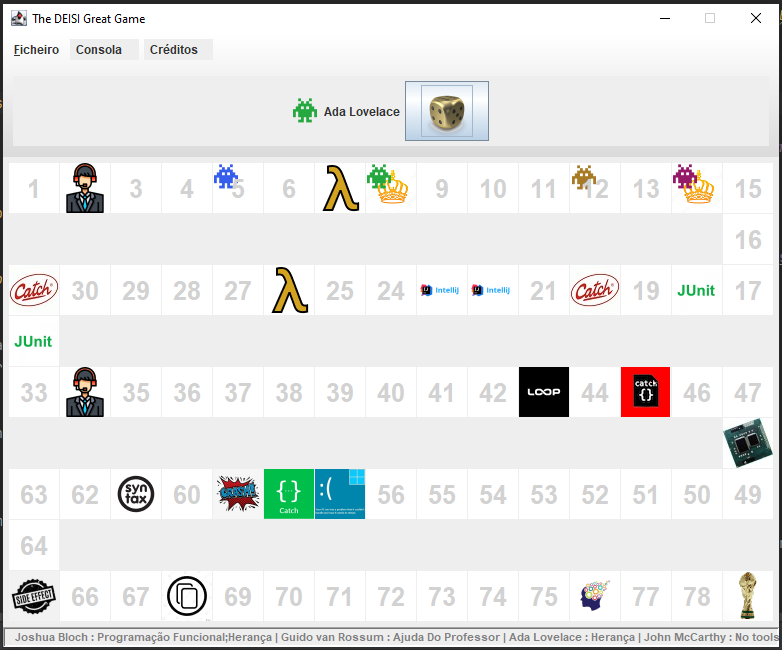 The DEISI Great Game
Ficheiro Consola Créditos
Ada Lovelace
1 3 4 5 6 9 10 11 12 13 15
16
Catch 30 29 28 27 25 24 Intellij Intellij 21 Catch 19 JUnit 17
JUnit
33 35 36 37 38 39 40 41 42 LOOP 44 catch {} 46 47
63 62 syn tax 60 CRASH! {} Catch :( 56 55 54 53 52 51 50 49
64
SIDE EFFECT 66 67 69 70 71 72 73 74 75 77 78
Joshua Bloch : Programação Funcional;Herança | Guido van Rossum : Ajuda Do Professor | Ada Lovelace : Herança | John McCarthy : No tools